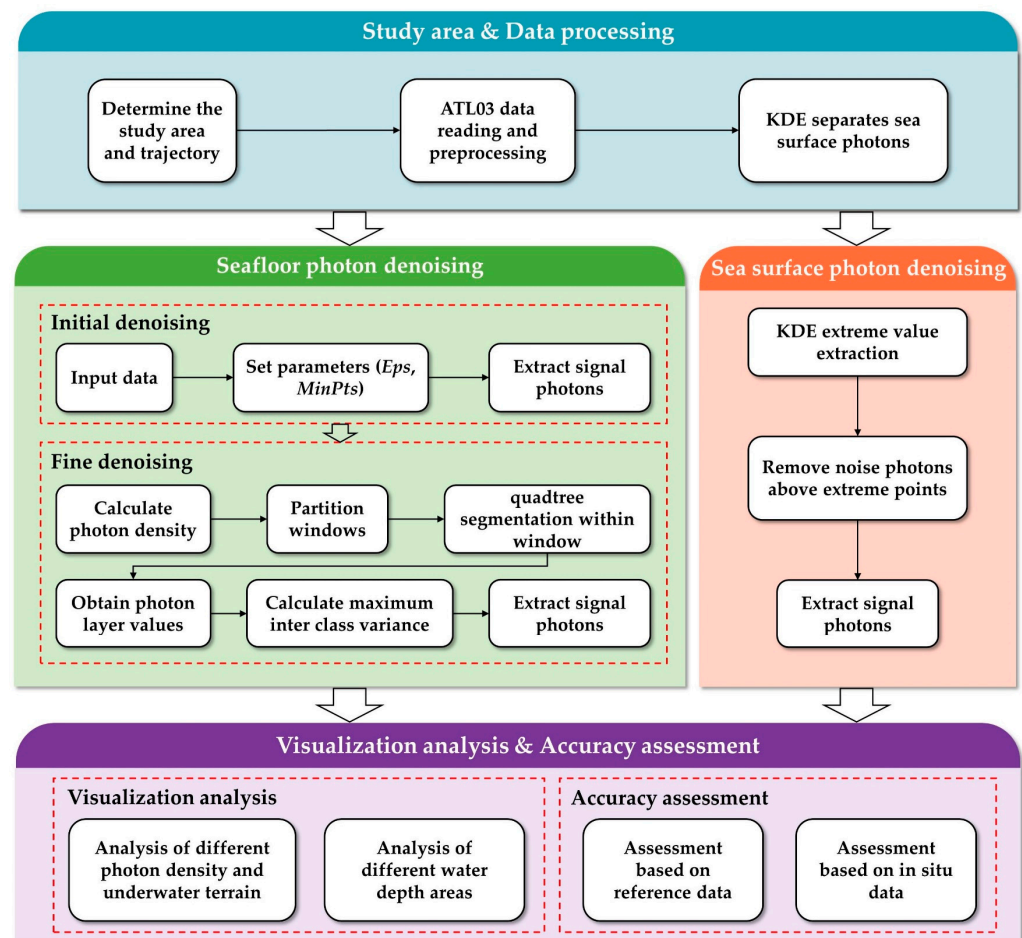 Study area & Data processing
Determine the
study area
and trajectory
ATL03 data
reading and
preprocessing
KDE separates sea
surface photons
Seafloor photon denoising
Initial denoising
Input data
Set parameters (Eps,
MinPts)
Extract signal
photons
Fine denoising
Calculate
photon density
Partition
windows
quadtree
segmentation within
window
Obtain photon
layer values
Calculate maximum
inter class variance
Extract signal
photons
Sea surface photon denoising
KDE extreme value
extraction
Remove noise photons
above extreme points
Extract signal
photons
Visualization analysis & Accuracy assessment
Visualization analysis
Analysis of different
photon density and
underwater terrain
Analysis of
different water
depth areas
Accuracy assessment
Assessment
based on
reference data
Assessment
based on in situ
data